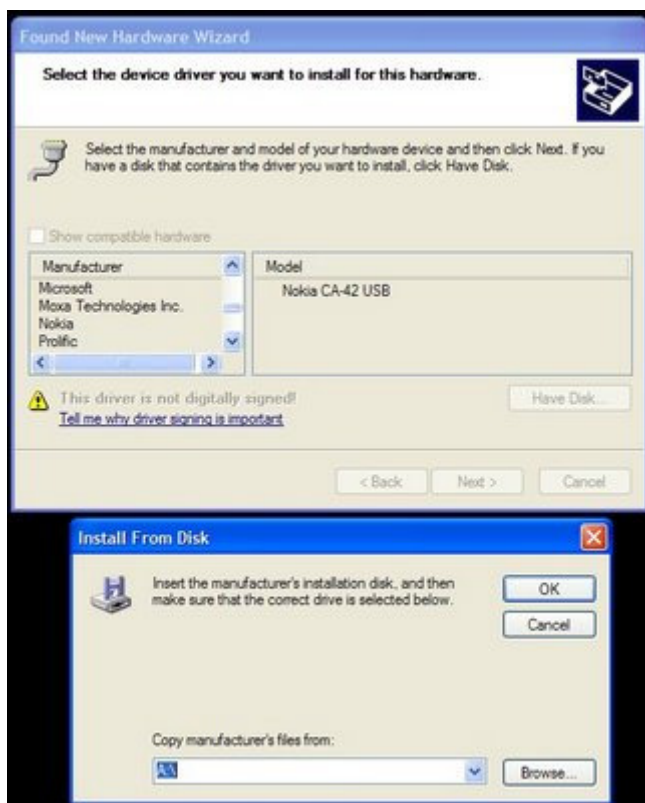 Found New Hardware Wizard
Select the device driver you want to install for this hardware.
Select the manufacturer and model of your hardware device and then click Next. If you
have a disk that contains the driver you want to install, click Have Disk.
Show compatible hardware
Manufacturer
Microsoft
Moxa Technologies Inc.
Nokia
Prolific
Model
Nokia CA-42 USB
This driver is not digitally signed!
Tell me why driver signing is important
Have Disk...
< Back
Next >
Cancel
Install From Disk
Insert the manufacturer's installation disk, and then
make sure that the correct drive is selected below.
OK
Cancel
Copy manufacturer's files from:
A:\
Browse...